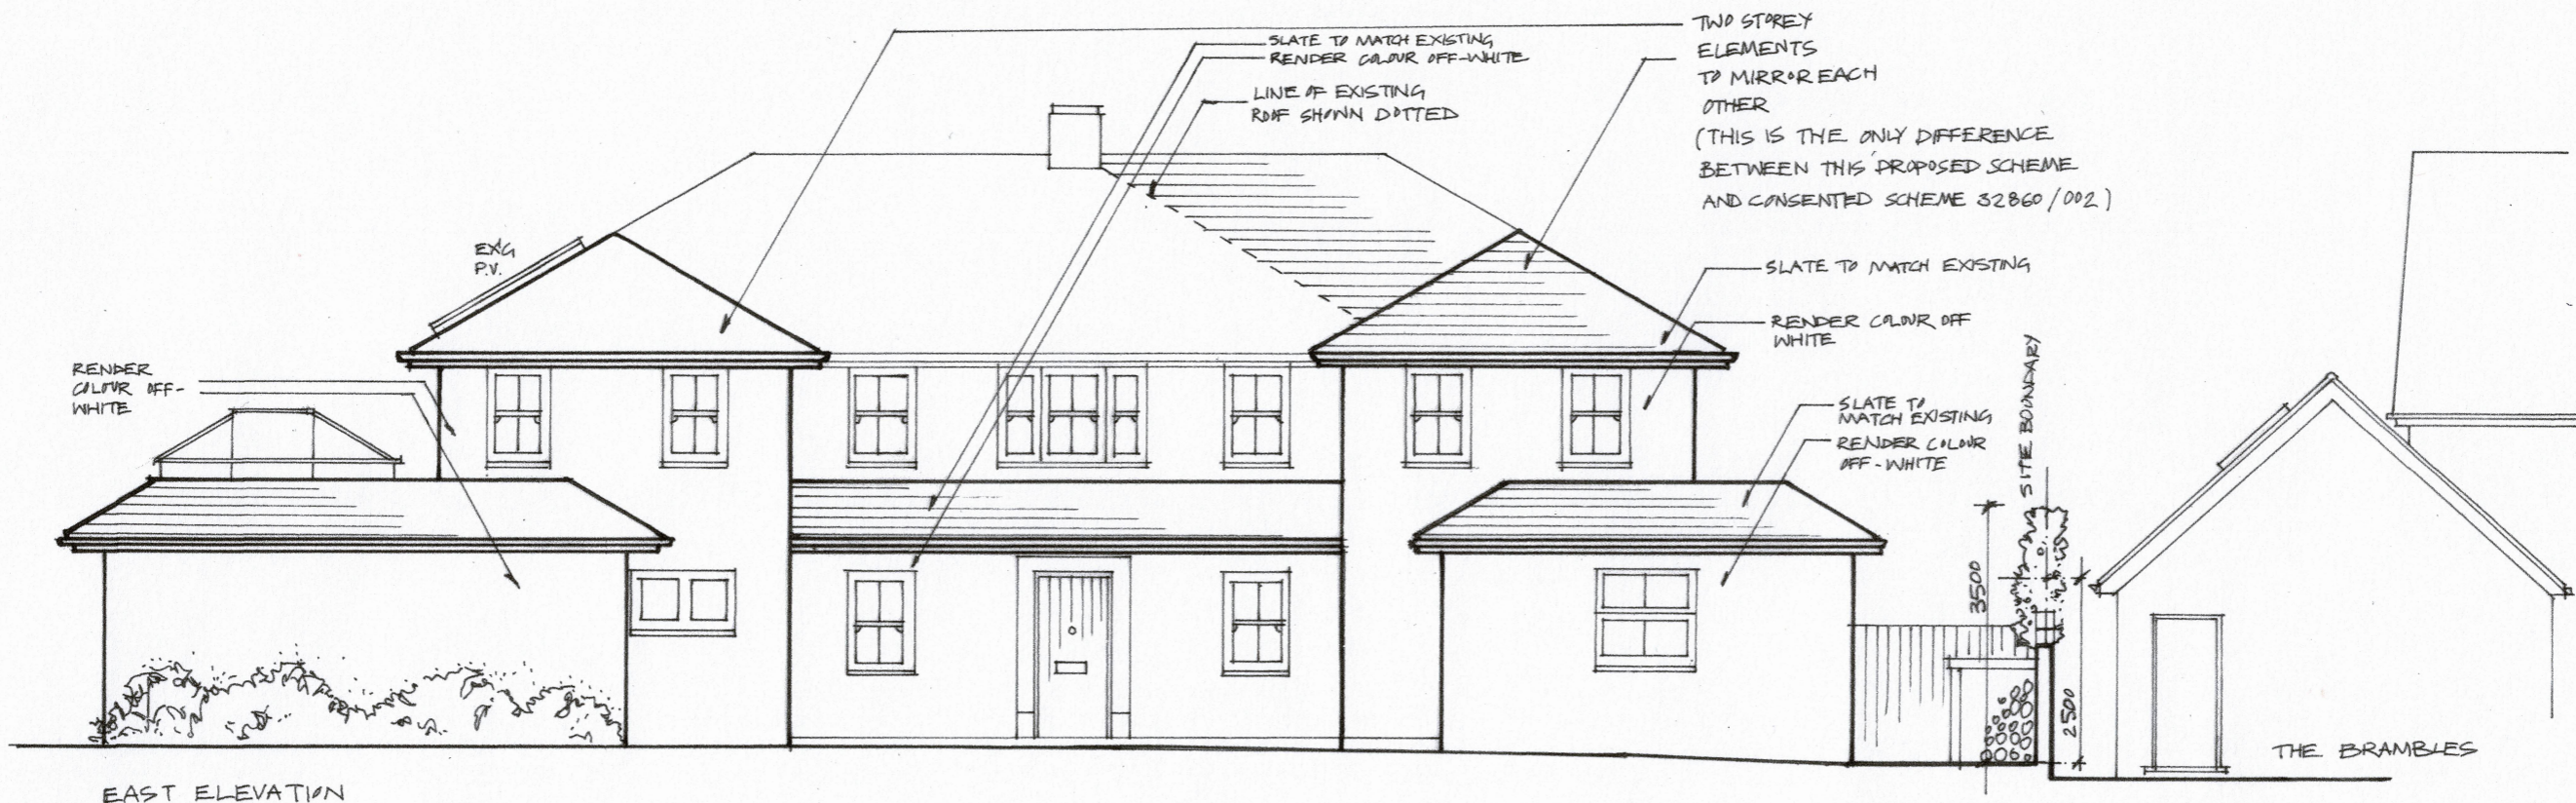 TWO STOREY
ELEMENTS
TO MIRROR EACH
OTHER
(THIS IS THE ONLY DIFFERENCE
BETWEEN THIS PROPOSED SCHEME
AND CONSENTED SCHEME 32860/002)
SLATE TO MATCH EXISTING
RENDER COLOUR OFF-WHITE
LINE OF EXISTING
ROOF SHOWN DOTTED
EX'G
P.V.
SLATE TO MATCH EXISTING
RENDER COLOUR OFF
WHITE
RENDER
COLOUR OFF-
WHITE
SLATE TO
MATCH EXISTING
RENDER COLOUR
OFF-WHITE
SITE BOUNDARY
3500
2500
THE BRAMBLES
EAST ELEVATION